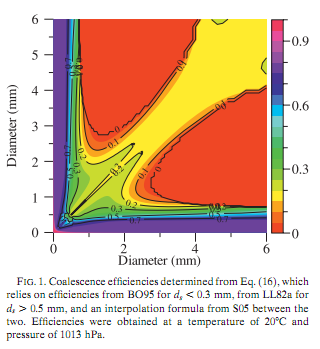 6
5
4
3
2
1
0
Diameter (mm)
0 2 4 6
Diameter (mm)
0.9
0.6
0.3
0
0.1
0.2
0.3
0.5
0.7
FIG. 1. Coalescence efficiencies determined from Eq. (16), which
relies on efficiencies from BO95 for dₛ < 0.3 mm, from LL82a for
dₛ > 0.5 mm, and an interpolation formula from S05 between the
two. Efficiencies were obtained at a temperature of 20°C and
pressure of 1013 hPa.